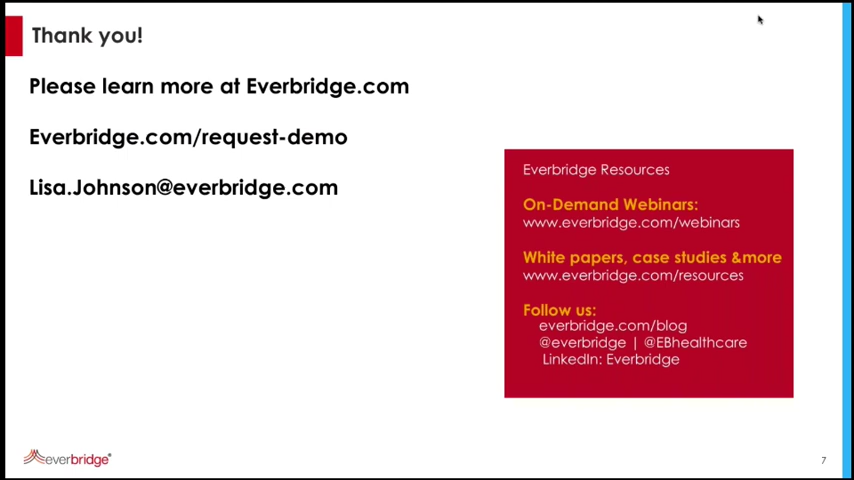 Thank you!
Please learn more at Everbridge.com
Everbridge.com/request-demo
Lisa.Johnson@everbridge.com
Everbridge Resources
On-Demand Webinars:
www.everbridge.com/webinars
White papers, case studies &more
www.everbridge.com/resources
Follow us:
everbridge.com/blog
@everbridge | @EBhealthcare
LinkedIn: Everbridge
everbridge®
7